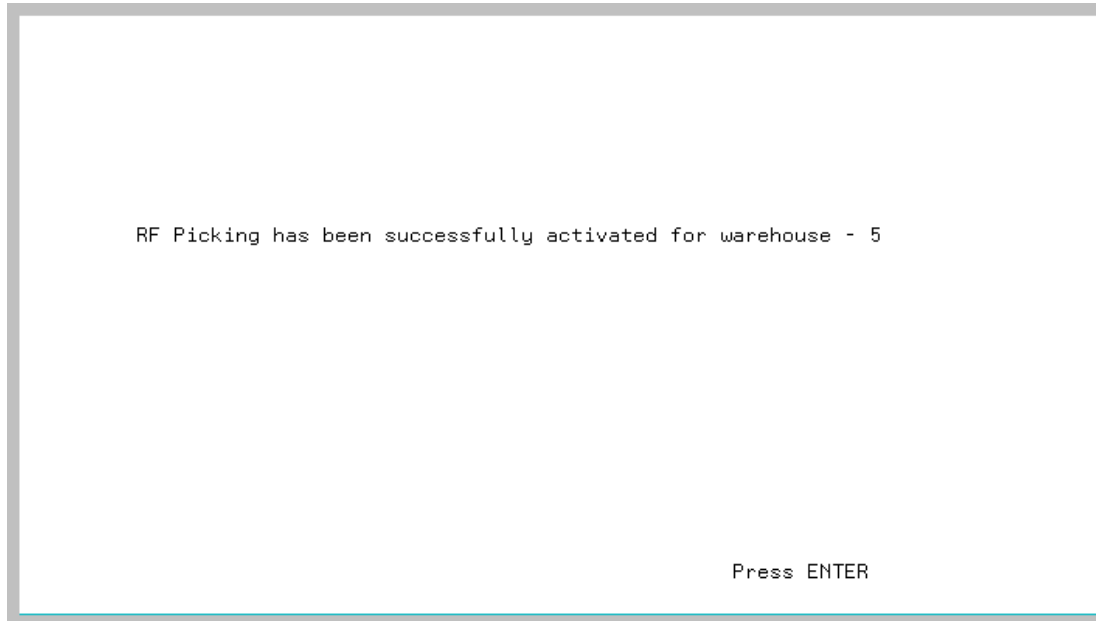 RF Picking has been successfully activated for warehouse - 5
Press ENTER